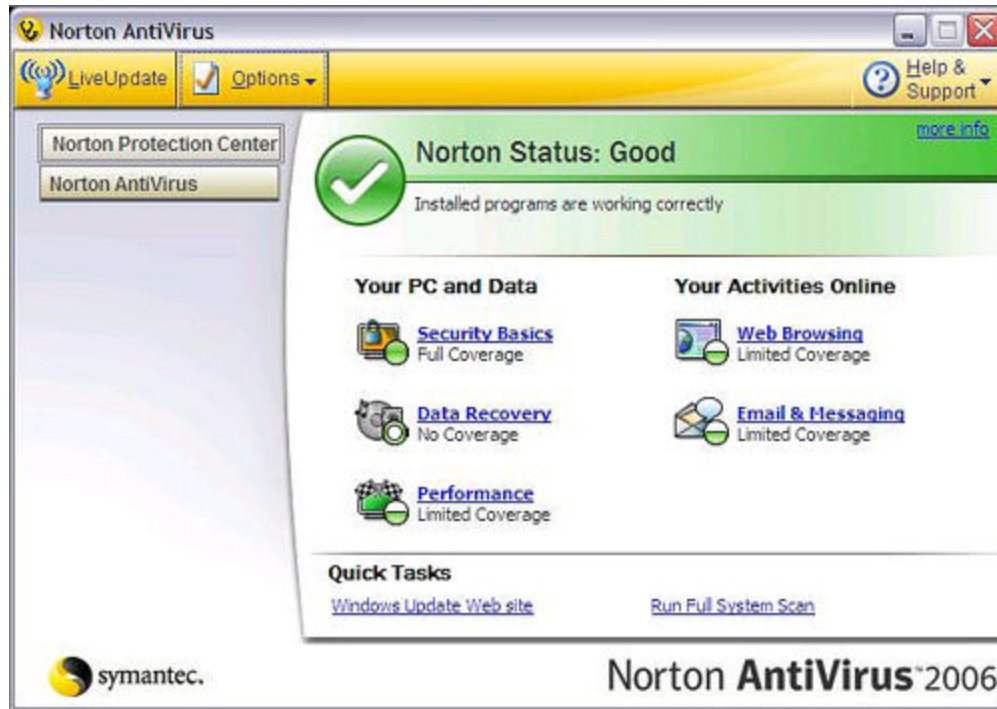 Norton AntiVirus
LiveUpdate
Options
Help & Support
Norton Protection Center
Norton AntiVirus
more info
Norton Status: Good
Installed programs are working correctly
Your PC and Data
Security Basics
Full Coverage
Data Recovery
No Coverage
Performance
Limited Coverage
Your Activities Online
Web Browsing
Limited Coverage
Email & Messaging
Limited Coverage
Quick Tasks
Windows Update Web site
Run Full System Scan
symantec.
Norton AntiVirus™2006